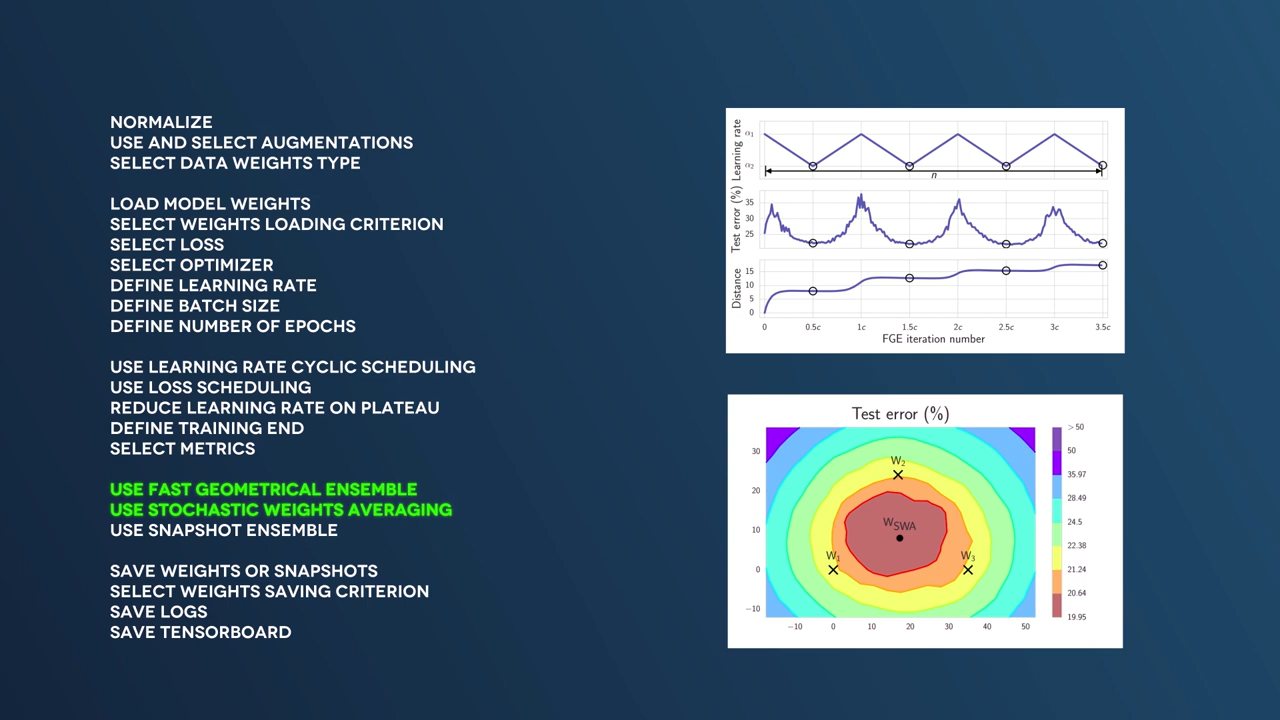 NORMALIZE
USE AND SELECT AUGMENTATIONS
SELECT DATA WEIGHTS TYPE
LOAD MODEL WEIGHTS
SELECT WEIGHTS LOADING CRITERION
SELECT LOSS
SELECT OPTIMIZER
DEFINE LEARNING RATE
DEFINE BATCH SIZE
DEFINE NUMBER OF EPOCHS
USE LEARNING RATE CYCLIC SCHEDULING
USE LOSS SCHEDULING
REDUCE LEARNING RATE ON PLATEAU
DEFINE TRAINING END
SELECT METRICS
USE FAST GEOMETRICAL ENSEMBLE
USE STOCHASTIC WEIGHTS AVERAGING
USE SNAPSHOT ENSEMBLE
SAVE WEIGHTS OR SNAPSHOTS
SELECT WEIGHTS SAVING CRITERION
SAVE LOGS
SAVE TENSORBOARD
Learning rate
α₁
α₂
n
Test error (%)
35
30
25
Distance
15
10
5
0
0 0.5c 1c 1.5c 2c 2.5c 3c 3.5c
FGE iteration number
Test error (%)
30
20
10
0
−10
W₂
W_SWA
W₁
W₃
−10 0 10 20 30 40 50
> 50
50
35.97
28.49
24.5
22.38
21.24
20.64
19.95